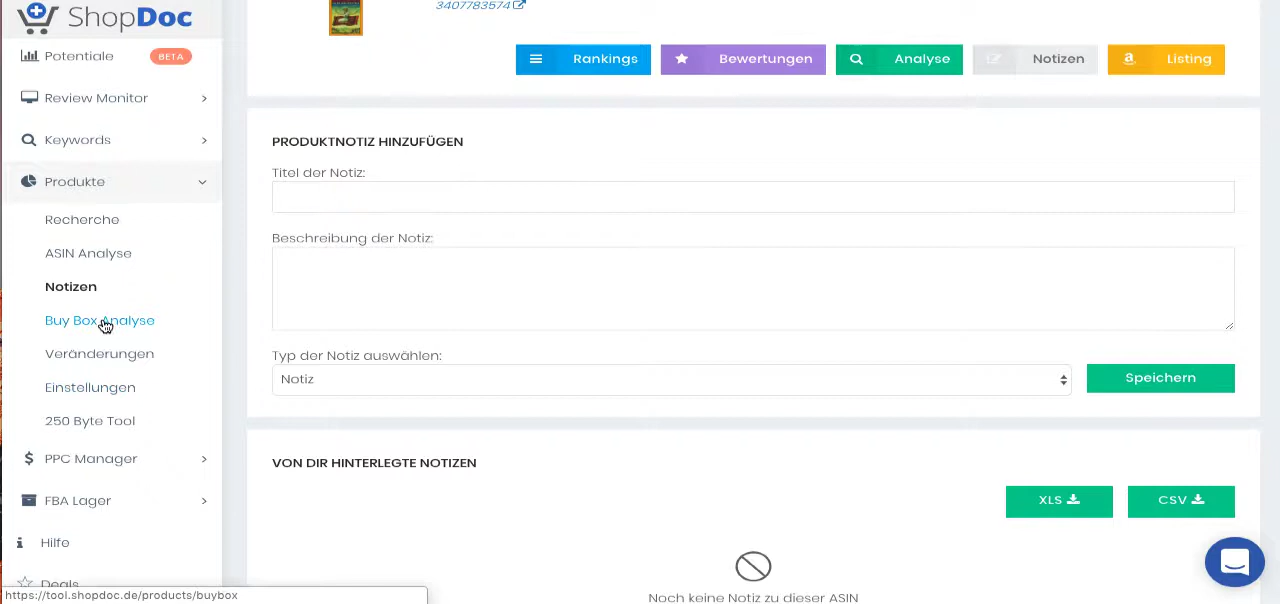 ShopDoc
3407783574
Potentiale BETA
Rankings Bewertungen Analyse Notizen Listing
Review Monitor
Keywords
Produkte
Recherche
ASIN Analyse
Notizen
Buy Box Analyse
Veränderungen
Einstellungen
250 Byte Tool
PPC Manager
FBA Lager
Hilfe
Deals
PRODUKTNOTIZ HINZUFÜGEN
Titel der Notiz:
Beschreibung der Notiz:
Typ der Notiz auswählen:
Notiz
Speichern
VON DIR HINTERLEGTE NOTIZEN
XLS CSV
Noch keine Notiz zu dieser ASIN
https://tool.shopdoc.de/products/buybox